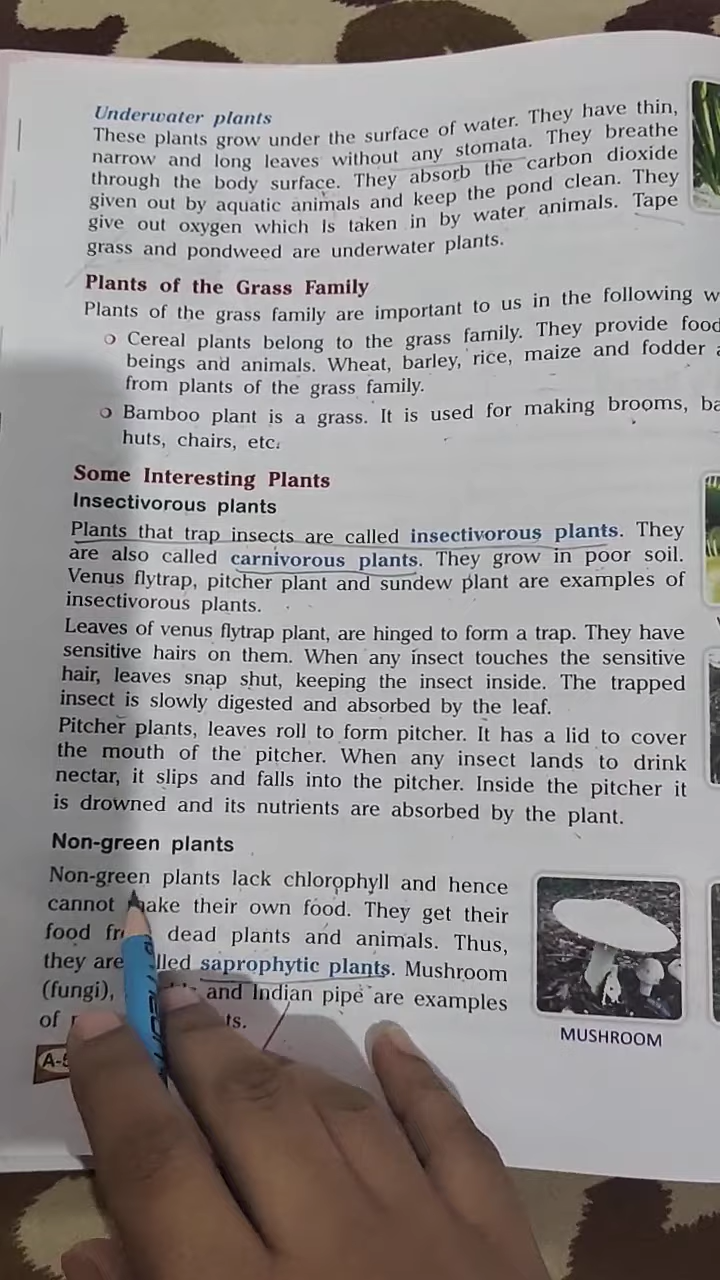 Underwater plants
These plants grow under the surface of water. They have thin,
narrow and long leaves without any stomata. They breathe
through the body surface. They absorb the carbon dioxide
given out by aquatic animals and keep the pond clean. They
give out oxygen which is taken in by water animals. Tape
grass and pondweed are underwater plants.
Plants of the Grass Family
Plants of the grass family are important to us in the following
Cereal plants belong to the grass family. They provide food
beings and animals. Wheat, barley, rice, maize and fodder
from plants of the grass family.
Bamboo plant is a grass. It is used for making brooms,
huts, chairs, etc.
Some Interesting Plants
Insectivorous plants
Plants that trap insects are called insectivorous plants. They
are also called carnivorous plants. They grow in poor soil.
Venus flytrap, pitcher plant and sundew plant are examples of
insectivorous plants.
Leaves of venus flytrap plant, are hinged to form a trap. They have
sensitive hairs on them. When any insect touches the sensitive
hair, leaves snap shut, keeping the insect inside. The trapped
insect is slowly digested and absorbed by the leaf.
Pitcher plants, leaves roll to form pitcher. It has a lid to cover
the mouth of the pitcher. When any insect lands to drink
nectar, it slips and falls into the pitcher. Inside the pitcher it
is drowned and its nutrients are absorbed by the plant.
Non-green plants
Non-green plants lack chlorophyll and hence
cannot make their own food. They get their
food dead plants and animals. Thus,
they are saprophytic plants. Mushroom
(fungi), and Indian pipe are examples
of
MUSHROOM